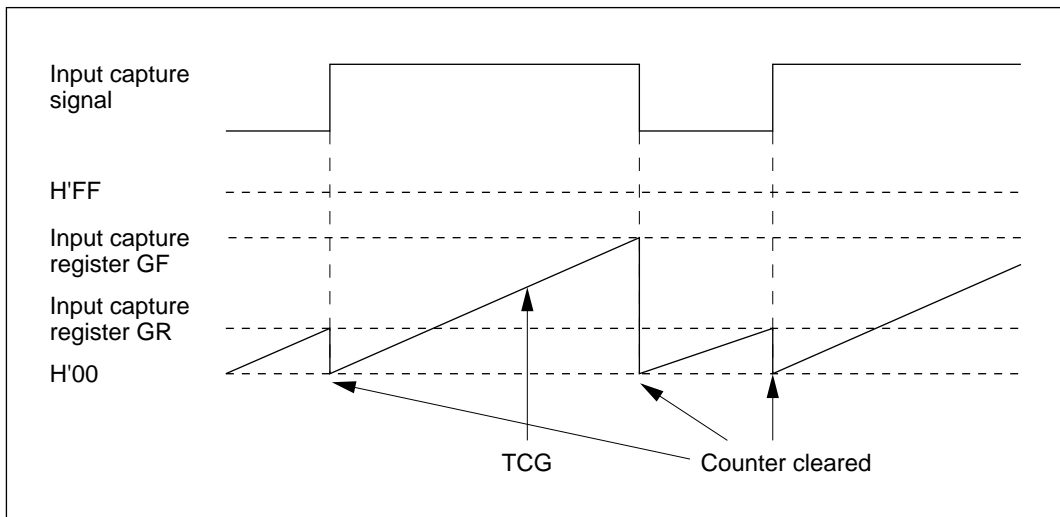 Input capture
signal
H'FF
Input capture
register GF
Input capture
register GR
H'00
TCG
Counter cleared